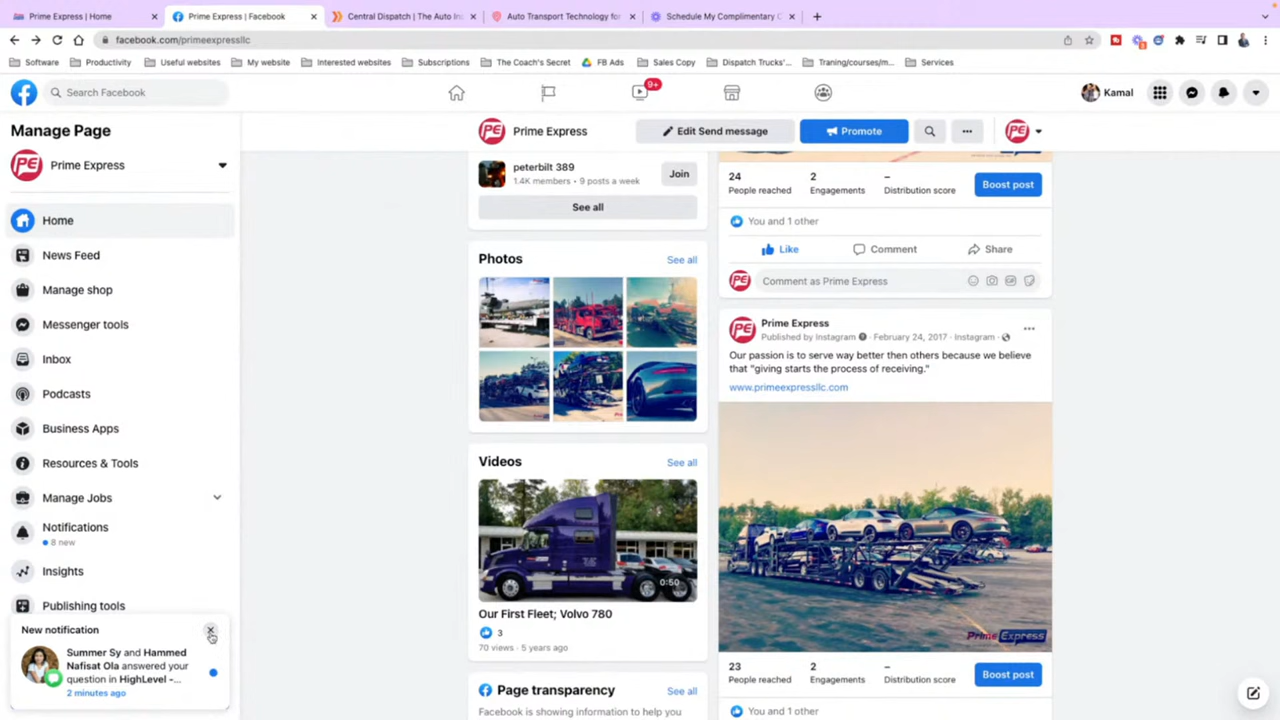 Prime Express | Home
Prime Express | Facebook
Central Dispatch | The Auto In
Auto Transport Technology for
Schedule My Complimentary C
facebook.com/primeexpressllc
Software
Productivity
Useful websites
My website
Interested websites
Subscriptions
The Coach's Secret
FB Ads
Sales Copy
Dispatch Trucks'...
Traning/courses/m...
Services
Search Facebook
9+
Kamal
Manage Page
Prime Express
Home
News Feed
Manage shop
Messenger tools
Inbox
Podcasts
Business Apps
Resources & Tools
Manage Jobs
Notifications
8 new
Insights
Publishing tools
New notification
Summer Sy and Hammed
Nafisat Ola answered your
question in HighLevel -...
2 minutes ago
PE Prime Express
Edit Send message
Promote
peterbilt 389
1.4K members • 9 posts a week
Join
See all
Photos
See all
Videos
See all
0:50
Our First Fleet; Volvo 780
3
70 views · 5 years ago
Page transparency
See all
Facebook is showing information to help you
24
People reached
2
Engagements
–
Distribution score
Boost post
You and 1 other
Like
Comment
Share
Comment as Prime Express
Prime Express
Published by Instagram · February 24, 2017 · Instagram ·
Our passion is to serve way better then others because we believe
that "giving starts the process of receiving."
www.primeexpressllc.com
Prime Express
23
People reached
2
Engagements
–
Distribution score
Boost post
You and 1 other